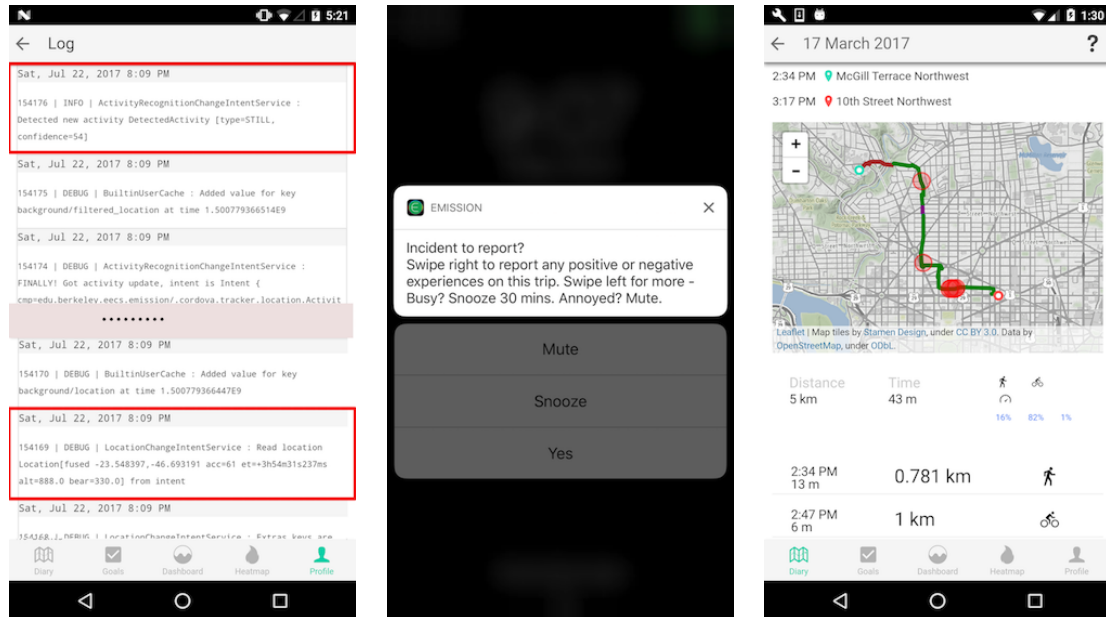 5:21
Log
Sat, Jul 22, 2017 8:09 PM
154176 | INFO | ActivityRecognitionChangeIntentService :
Detected new activity DetectedActivity [type=STILL,
confidence=54]
Sat, Jul 22, 2017 8:09 PM
154175 | DEBUG | BuiltinUserCache : Added value for key
background/filtered_location at time 1.500779366514E9
Sat, Jul 22, 2017 8:09 PM
154174 | DEBUG | ActivityRecognitionChangeIntentService :
FINALLY! Got activity update, intent is Intent {
cmp=edu.berkeley.eecs.emission/.cordova.tracker.location.Activit
•••••••••
Sat, Jul 22, 2017 8:09 PM
154170 | DEBUG | BuiltinUserCache : Added value for key
background/location at time 1.500779366447E9
Sat, Jul 22, 2017 8:09 PM
154169 | DEBUG | LocationChangeIntentService : Read location
Location[fused -23.548397,-46.693191 acc=61 et=+3h54m31s237ms
alt=888.0 bear=330.0] from intent
Sat, Jul 22, 2017 8:09 PM
154168 | DEBUG | LocationChangeIntentService : Extras keys are
Diary
Goals
Dashboard
Heatmap
Profile
EMISSION
Incident to report?
Swipe right to report any positive or negative
experiences on this trip. Swipe left for more -
Busy? Snooze 30 mins. Annoyed? Mute.
Mute
Snooze
Yes
1:30
17 March 2017 ?
2:34 PM McGill Terrace Northwest
3:17 PM 10th Street Northwest
+
-
Leaflet | Map tiles by Stamen Design, under CC BY 3.0. Data by
OpenStreetMap, under ODbL.
Distance Time
5 km 43 m
16% 82% 1%
2:34 PM
13 m
0.781 km
2:47 PM
6 m
1 km
Diary
Goals
Dashboard
Heatmap
Profile